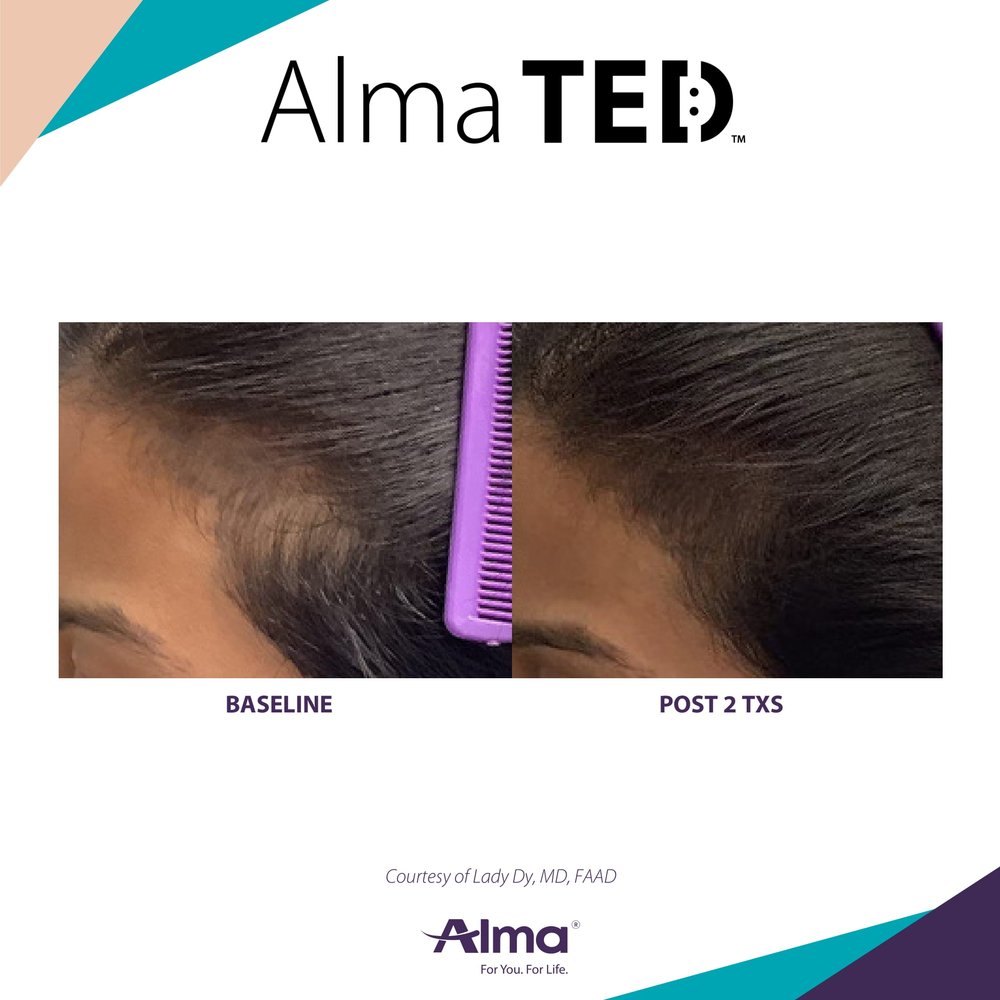 Alma TED™
BASELINE
POST 2 TXS
Courtesy of Lady Dy, MD, FAAD
Alma®
For You. For Life.